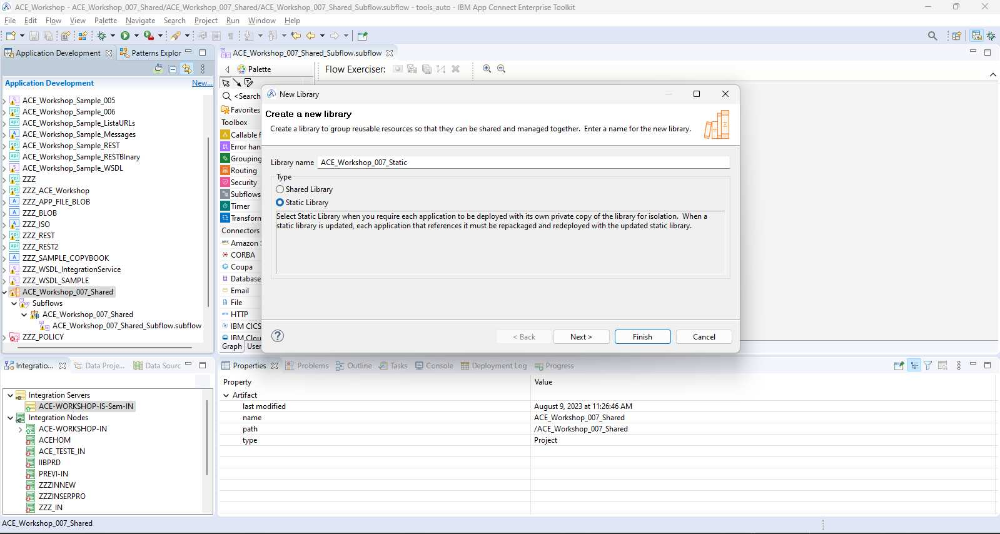 ACE_Workshop - ACE_Workshop_007_Shared/ACE_Workshop_007_Shared/ACE_Workshop_007_Shared_Subflow.subflow - tools_auto - IBM App Connect Enterprise Toolkit
File Edit Flow View Palette Navigate Search Project Run Window Help
Application Development
Patterns Explor
ACE_Workshop_007_Shared_Subflow.subflow
Palette
Flow Exerciser:
Application Development
New...
<Search
Favorites
Toolbox
Callable f
Error han
Grouping
Routing
Security
Subflows
Timer
Transform
Connectors
Amazon S
CORBA
Coupa
Database
Email
File
HTTP
IBM CICS
IBM Clou
Graph
User
ACE_Workshop_Sample_005
ACE_Workshop_Sample_006
ACE_Workshop_Sample_ListaURLs
ACE_Workshop_Sample_Messages
ACE_Workshop_Sample_REST
ACE_Workshop_Sample_RESTBInary
ACE_Workshop_Sample_WSDL
ZZZ
ZZZ_ACE_Workshop
ZZZ_APP_FILE_BLOB
ZZZ_BLOB
ZZZ_ISO
ZZZ_REST
ZZZ_REST2
ZZZ_SAMPLE_COPYBOOK
ZZZ_WSDL_IntegrationService
ZZZ_WSDL_SAMPLE
ACE_Workshop_007_Shared
Subflows
ACE_Workshop_007_Shared
ACE_Workshop_007_Shared_Subflow.subflow
ZZZ_POLICY
New Library
Create a new library
Create a library to group reusable resources so that they can be shared and managed together. Enter a name for the new library.
Library name
ACE_Workshop_007_Static
Type
Shared Library
Static Library
Select Static Library when you require each application to be deployed with its own private copy of the library for isolation. When a
static library is updated, each application that references it must be repackaged and redeployed with the updated static library.
?
< Back
Next >
Finish
Cancel
Integratio...
Data Proje...
Data Sourc
Integration Servers
ACE-WORKSHOP-IS-Sem-IN
Integration Nodes
ACE-WORKSHOP-IN
ACEHOM
ACE_TESTE_IN
IIBPRD
PREVI-IN
ZZZINNEW
ZZZINSERPRO
ZZZ_IN
Properties
Problems
Outline
Tasks
Console
Deployment Log
Progress
Property Value
Artifact
last modified August 9, 2023 at 11:26:46 AM
name ACE_Workshop_007_Shared
path /ACE_Workshop_007_Shared
type Project
ACE_Workshop_007_Shared